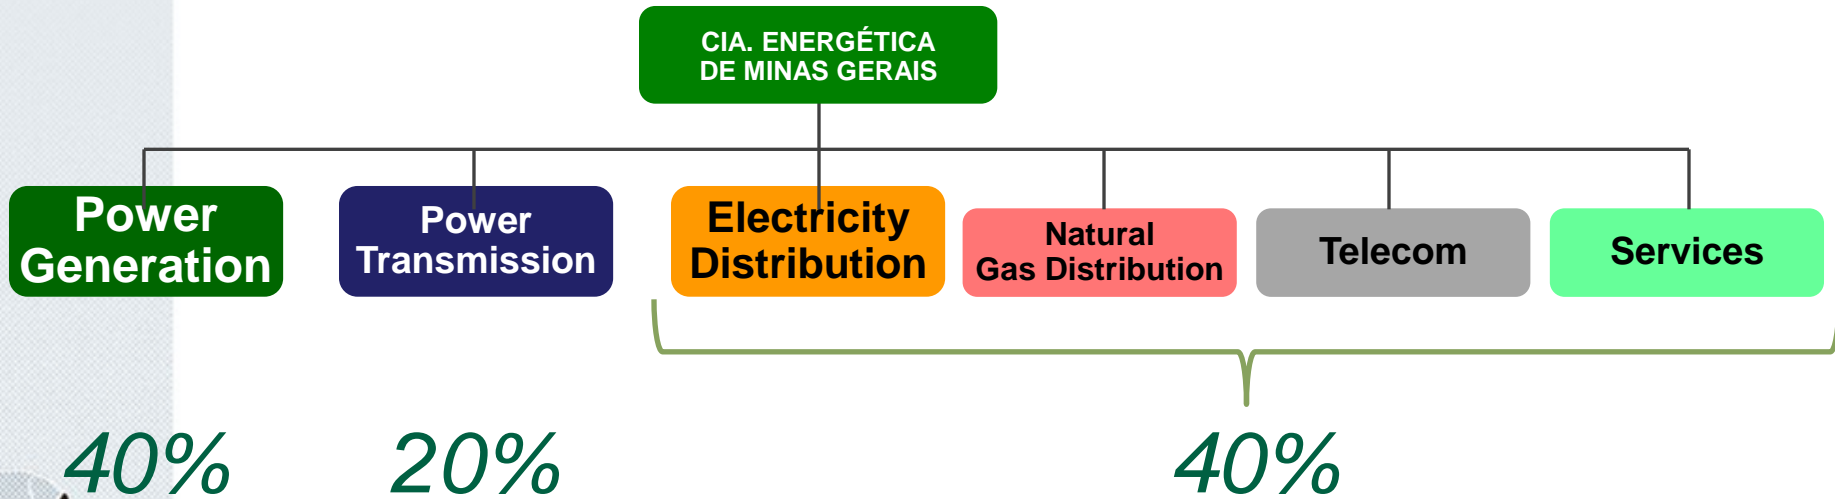 CIA. ENERGÉTICA
DE MINAS GERAIS
Power
Generation
Power
Transmission
Electricity
Distribution
Natural
Gas Distribution
Telecom
Services
40%
20%
40%